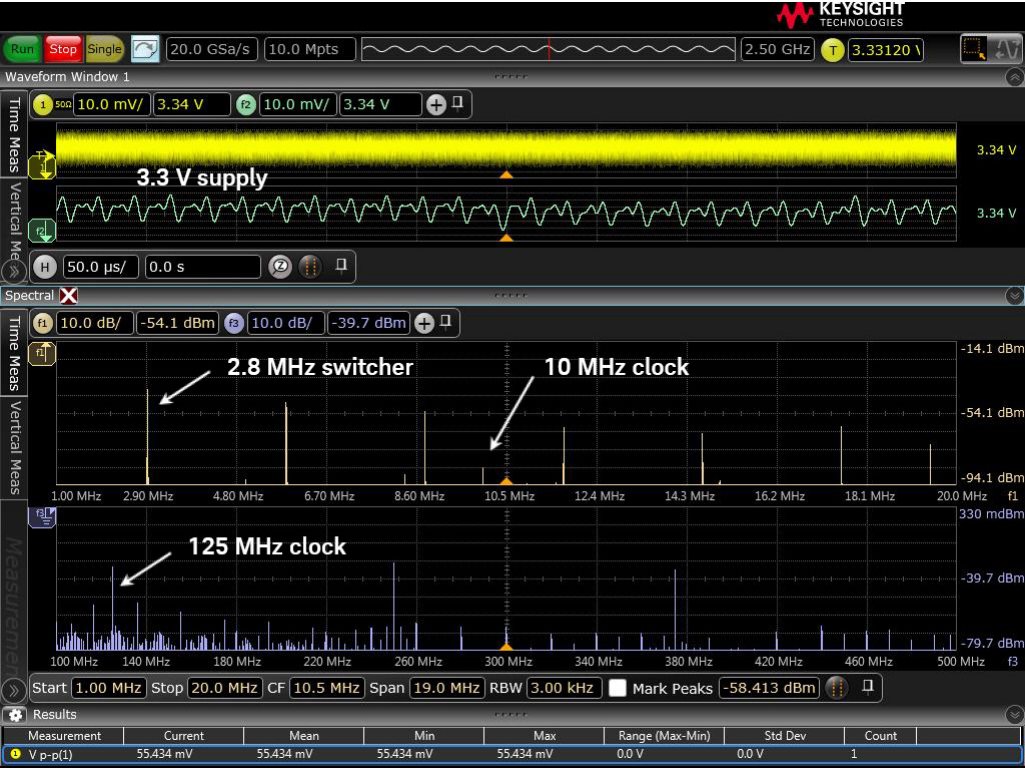 KEYSIGHT
TECHNOLOGIES
Run Stop Single 20.0 GSa/s 10.0 Mpts 2.50 GHz T 3.33120 V
Waveform Window 1
Time Meas
Vertical Me
1 50Ω 10.0 mV/ 3.34 V f2 10.0 mV/ 3.34 V
3.34 V
3.3 V supply
f2
3.34 V
H 50.0 µs/ 0.0 s Z
Spectral
Time Meas
Vertical Meas
Measurement
f1 10.0 dB/ -54.1 dBm f3 10.0 dB/ -39.7 dBm
f1
-14.1 dBm
2.8 MHz switcher
10 MHz clock
-54.1 dBm
-94.1 dBm
1.00 MHz 2.90 MHz 4.80 MHz 6.70 MHz 8.60 MHz 10.5 MHz 12.4 MHz 14.3 MHz 16.2 MHz 18.1 MHz 20.0 MHz f1
f3
330 mdBm
125 MHz clock
-39.7 dBm
-79.7 dBm
100 MHz 140 MHz 180 MHz 220 MHz 260 MHz 300 MHz 340 MHz 380 MHz 420 MHz 460 MHz 500 MHz f3
Start 1.00 MHz Stop 20.0 MHz CF 10.5 MHz Span 19.0 MHz RBW 3.00 kHz Mark Peaks -58.413 dBm
Results
Measurement Current Mean Min Max Range (Max-Min) Std Dev Count
1 V p-p(1) 55.434 mV 55.434 mV 55.434 mV 55.434 mV 0.0 V 0.0 V 1